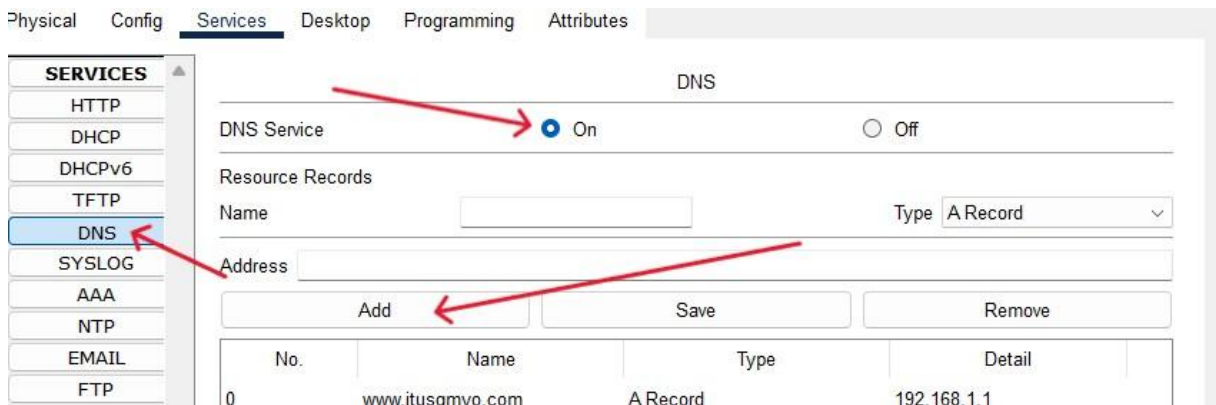 Physical Config Services Desktop Programming Attributes
SERVICES
HTTP
DHCP
DHCPv6
TFTP
DNS
SYSLOG
AAA
NTP
EMAIL
FTP
DNS
DNS Service On Off
Resource Records
Name Type A Record
Address
Add Save Remove
No. Name Type Detail
0 www.itusgmyo.com A Record 192.168.1.1